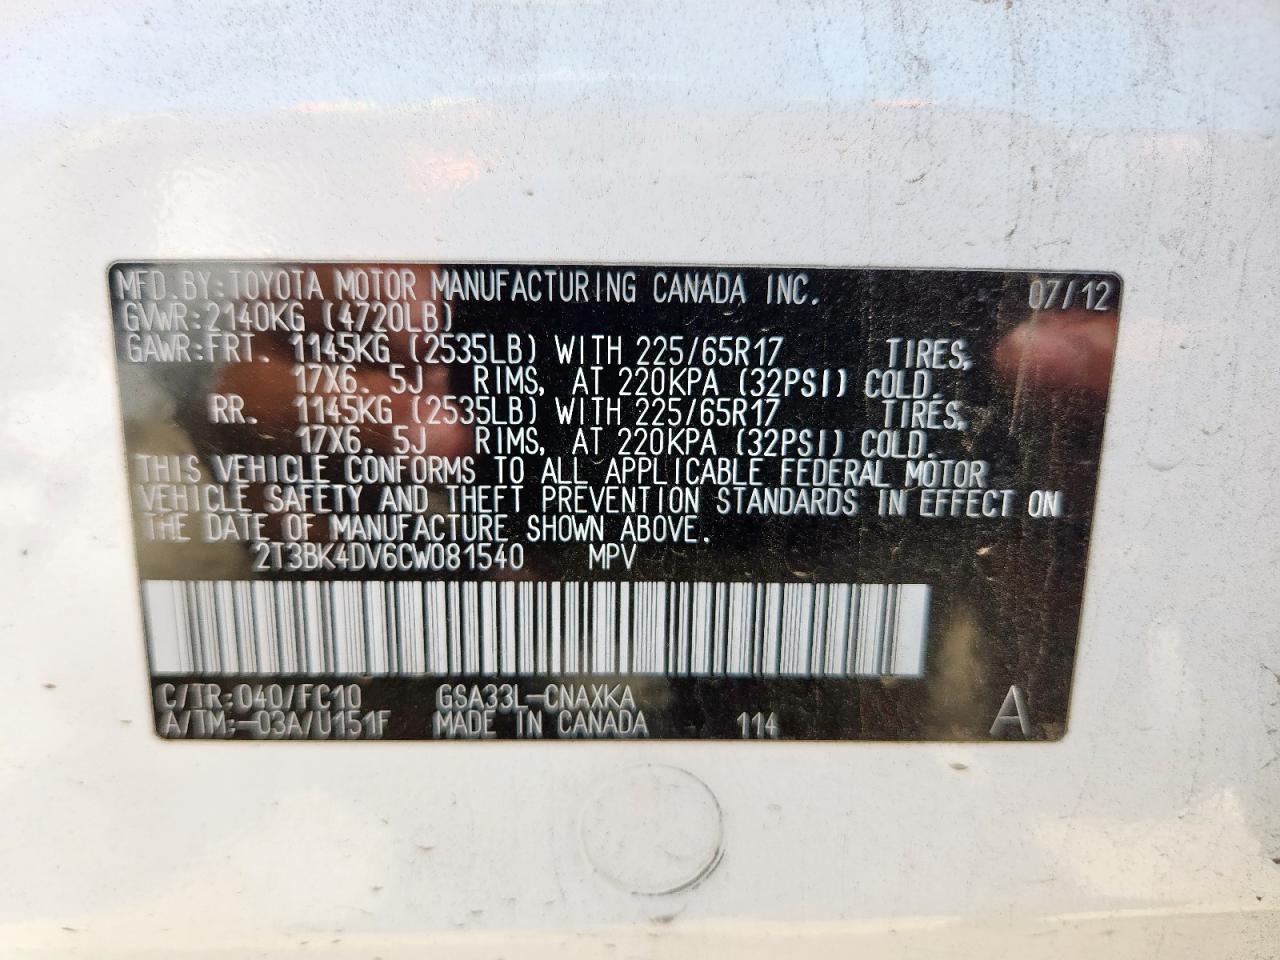 MFD.BY:TOYOTA MOTOR MANUFACTURING CANADA INC. 07/12
GVWR:2140KG (4720LB)
GAWR:FRT. 1145KG (2535LB) WITH 225/65R17 TIRES,
17X6. 5J RIMS, AT 220KPA (32PSI) COLD.
RR. 1145KG (2535LB) WITH 225/65R17 TIRES,
17X6. 5J RIMS, AT 220KPA (32PSI) COLD.
THIS VEHICLE CONFORMS TO ALL APPLICABLE FEDERAL MOTOR
VEHICLE SAFETY AND THEFT PREVENTION STANDARDS IN EFFECT ON
THE DATE OF MANUFACTURE SHOWN ABOVE.
2T3BK4DV6CW081540 MPV
C/TR:040/FC10 GSA33L-CNAXKA
A/TM:-03A/U151F MADE IN CANADA 114 A